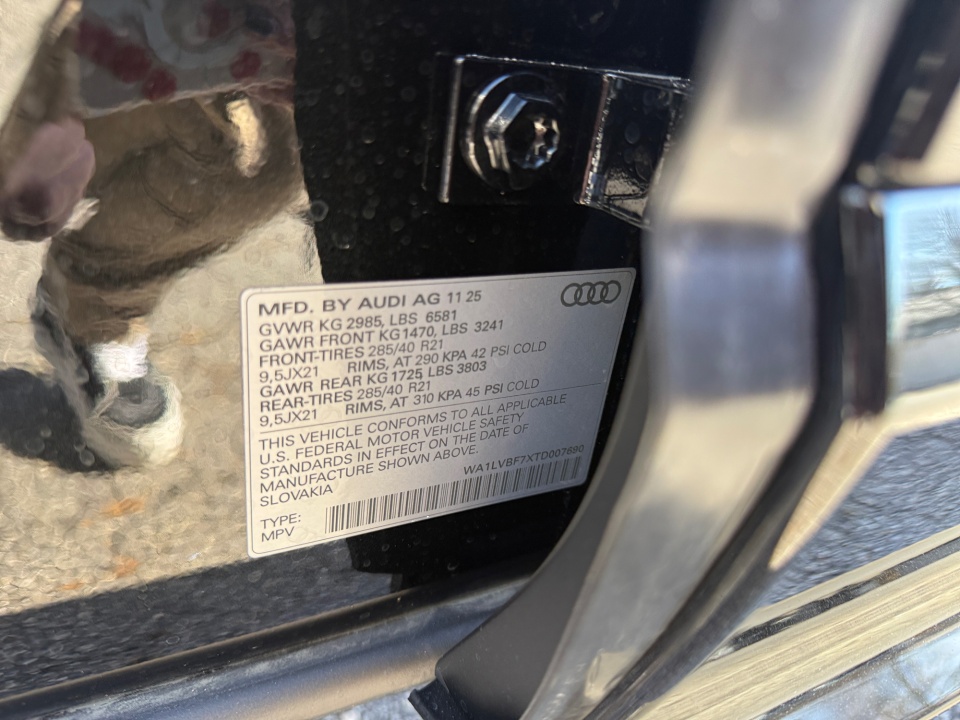 MFD. BY AUDI AG 11 25
GVWR KG 2985, LBS 6581
GAWR FRONT KG1470, LBS 3241
FRONT-TIRES 285/40 R21
9,5JX21 RIMS, AT 290 KPA 42 PSI COLD
GAWR REAR KG 1725 LBS 3803
REAR-TIRES 285/40 R21
9,5JX21 RIMS, AT 310 KPA 45 PSI COLD
THIS VEHICLE CONFORMS TO ALL APPLICABLE
U.S. FEDERAL MOTOR VEHICLE SAFETY
STANDARDS IN EFFECT ON THE DATE OF
MANUFACTURE SHOWN ABOVE.
SLOVAKIA WA1LVBF7XTD007680
TYPE:
MPV